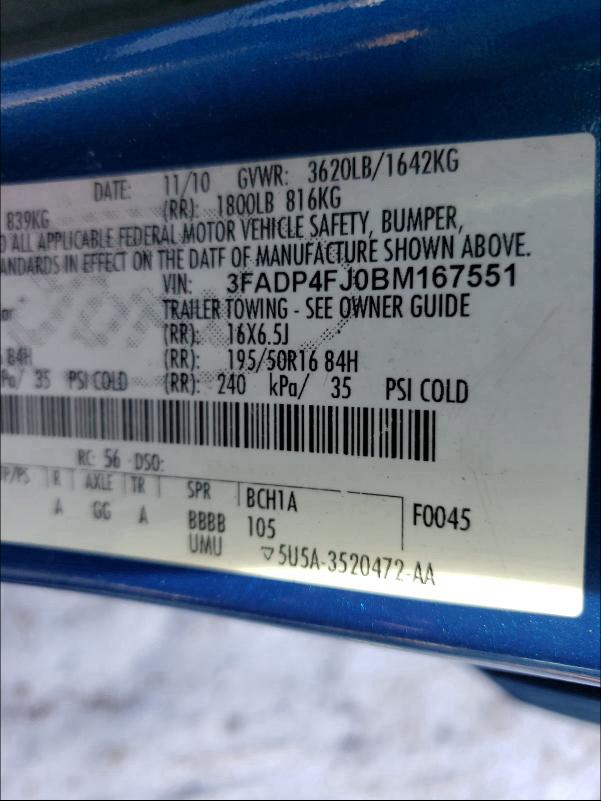 DATE: 11/10 GVWR: 3620LB/1642KG
839KG (RR): 1800LB 816KG
ALL APPLICABLE FEDERAL MOTOR VEHICLE SAFETY, BUMPER,
IN EFFECT ON THE DATE OF MANUFACTURE SHOWN ABOVE.
VIN: 3FADP4FJ0BM167551
TRAILER TOWING - SEE OWNER GUIDE
(RR): 16X6.5J
84H (RR): 195/50R16 84H
/ 35 PSI COLD (RR): 240 kPa/ 35 PSI COLD
RC: 56 DSO:
TP/PS R AXLE TR SPR BCH1A F0045
A GG A BBBB 105
UMU ▽5U5A-3520472-AA